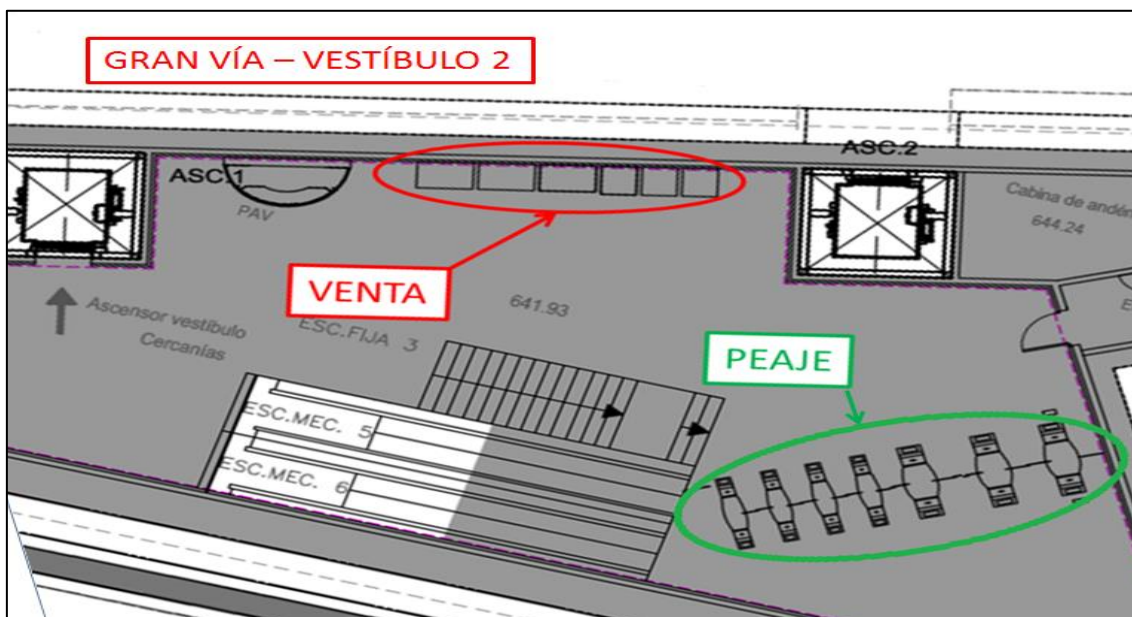 GRAN VÍA – VESTÍBULO 2
ASC.2
ASC.1
PAV
Cabina de andén
644.24
VENTA
641.93
Ascensor vestíbulo
Cercanías
ESC.FIJA 3
PEAJE
ESC.MEC. 5
ESC.MEC. 6